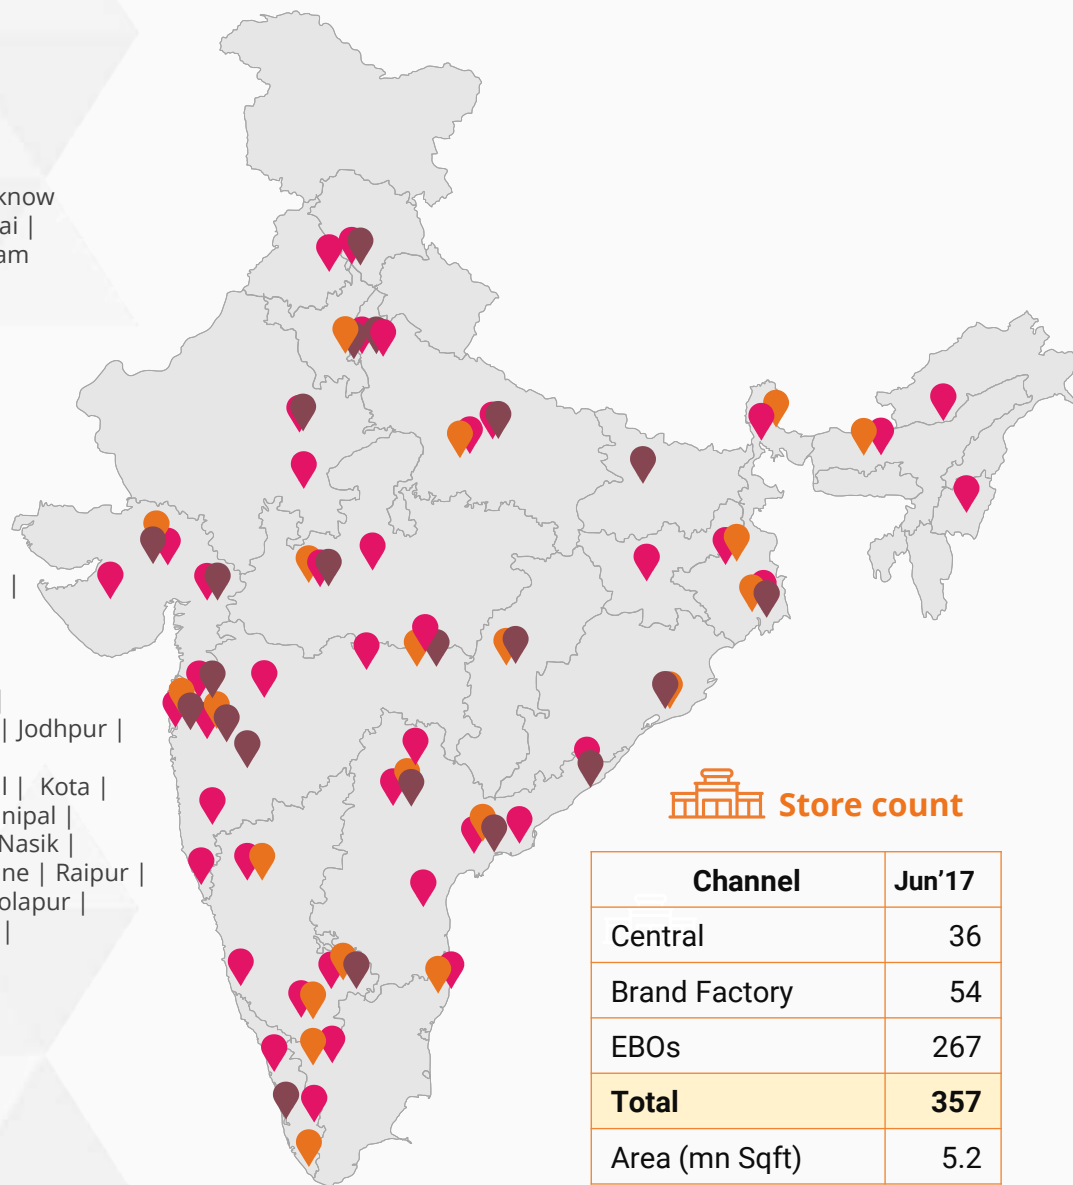 know
ai |
am
|
|
| Jodhpur |
l | Kota |
nipal |
Nasik |
ne | Raipur |
olapur |
|
Store count
Channel Jun’17
Central 36
Brand Factory 54
EBOs 267
Total 357
Area (mn Sqft) 5.2